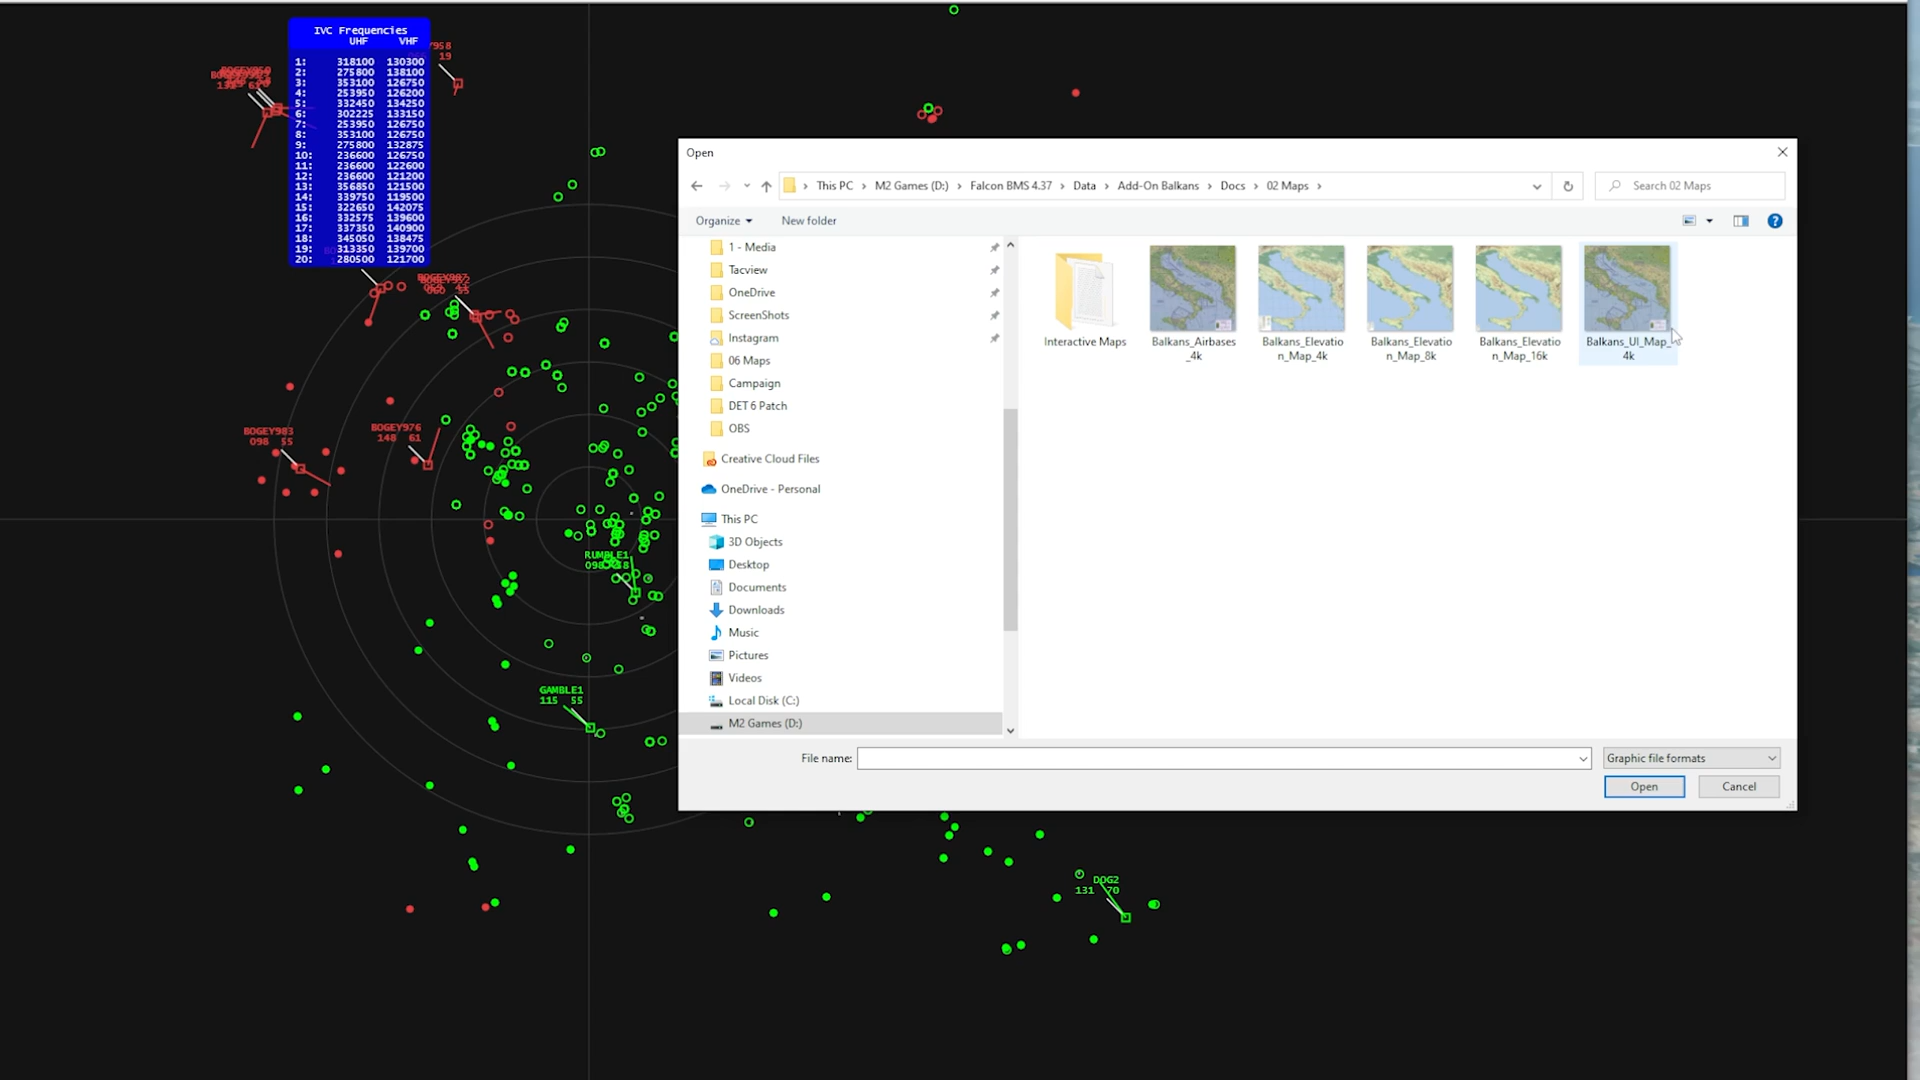 IVC Frequencies
UHF VHF
1: 318100 130300
2: 275800 138100
3: 353100 126750
4: 253950 126200
5: 332450 134250
6: 302225 133150
7: 253950 126750
8: 353100 126750
9: 275800 132875
10: 236600 126750
11: 236600 122600
12: 236600 121200
13: 356850 121500
14: 339750 119500
15: 322650 142075
16: 332575 139600
17: 337350 140900
18: 345050 138475
19: 313350 139700
20: 280500 121700
19
BOGEY983
098 55
BOGEY976
148 61
RUMBLE1
GAMBLE1
115 55
DOG2
131 70
Open
This PC > M2 Games (D:) > Falcon BMS 4.37 > Data > Add-On Balkans > Docs > 02 Maps >
Search 02 Maps
Organize
New folder
1 - Media
Tacview
OneDrive
ScreenShots
Instagram
06 Maps
Campaign
DET 6 Patch
OBS
Creative Cloud Files
OneDrive - Personal
This PC
3D Objects
Desktop
Documents
Downloads
Music
Pictures
Videos
Local Disk (C:)
M2 Games (D:)
Interactive Maps
Balkans_Airbases
_4k
Balkans_Elevatio
n_Map_4k
Balkans_Elevatio
n_Map_8k
Balkans_Elevatio
n_Map_16k
Balkans_UI_Map_
4k
File name:
Graphic file formats
Open
Cancel